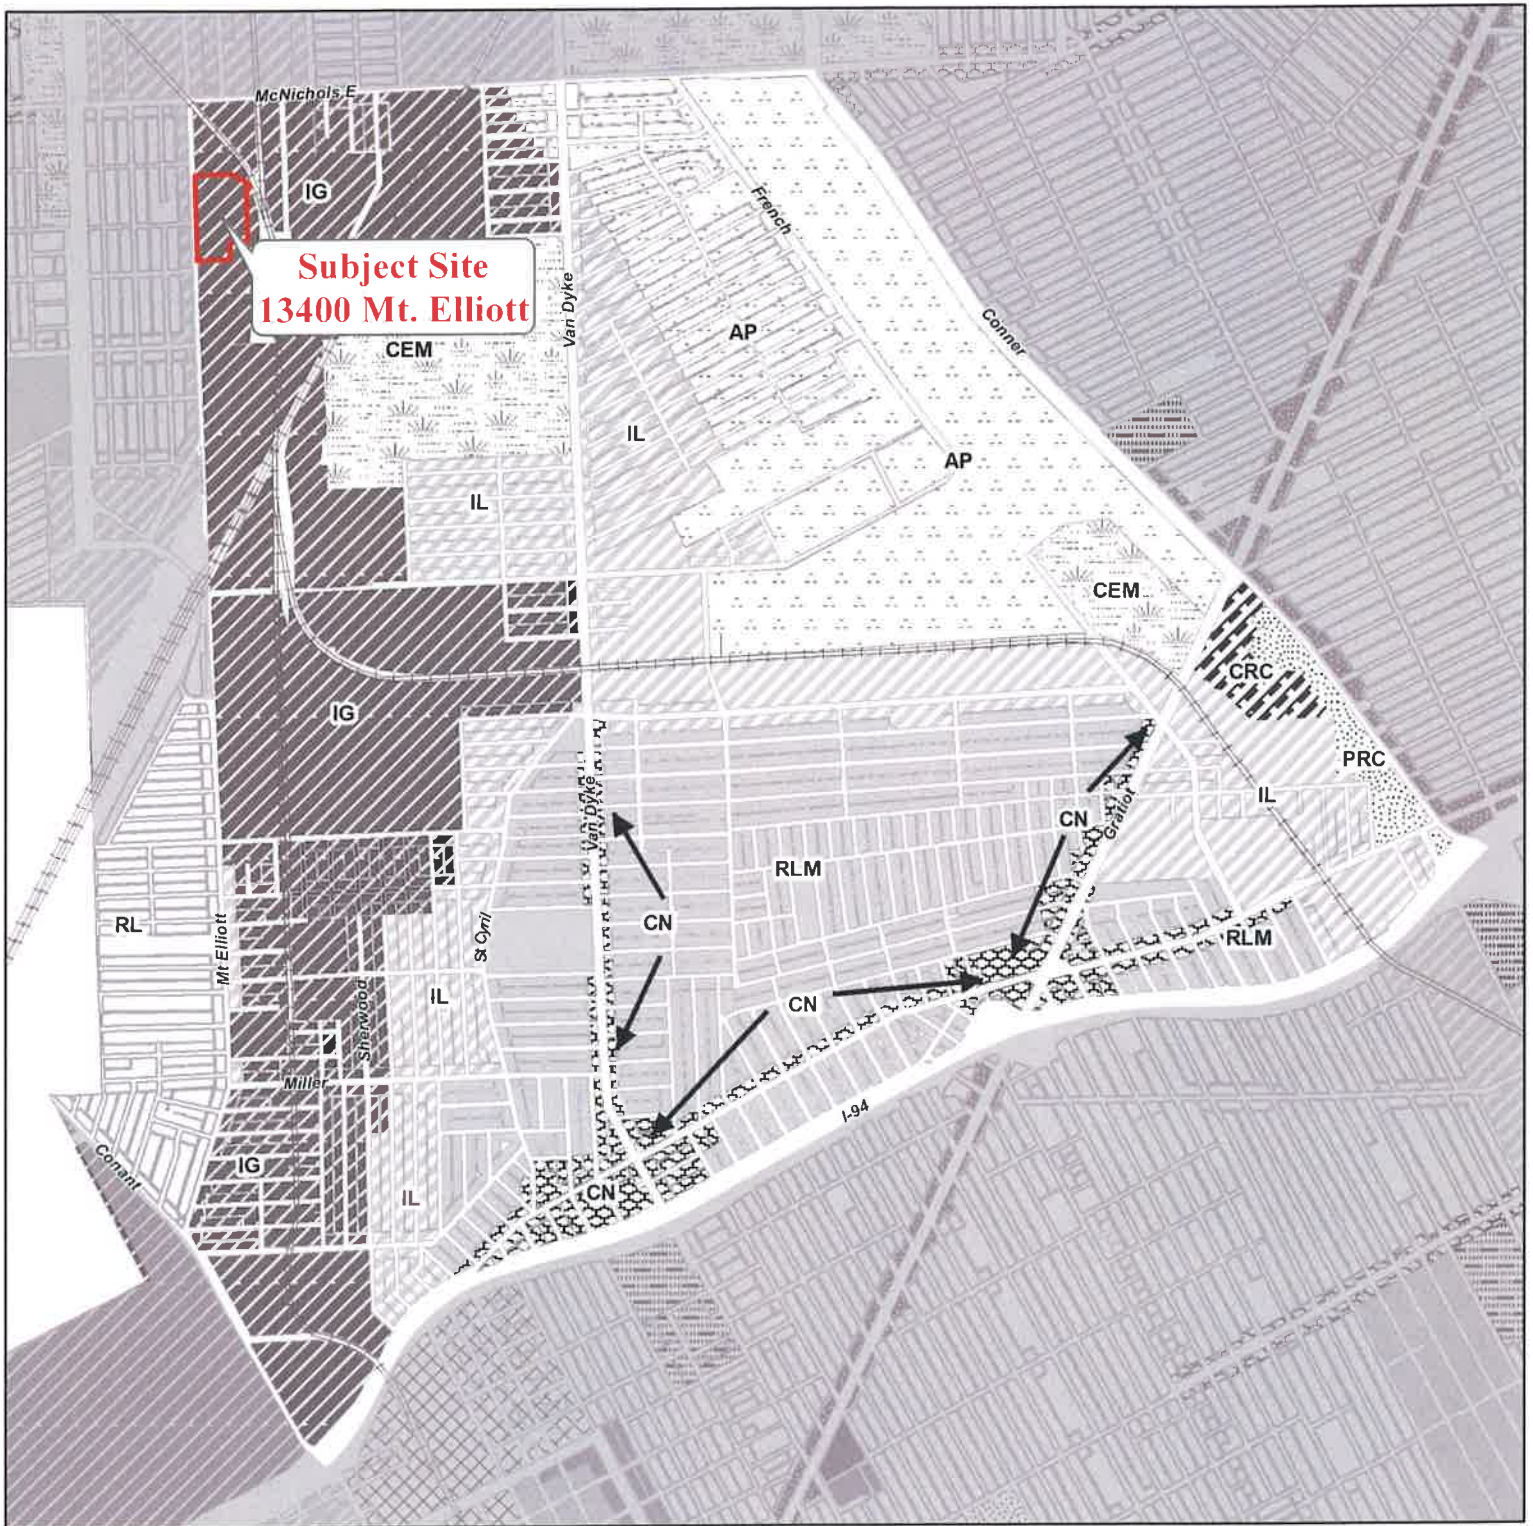 McNichols E
IG
Subject Site
13400 Mt. Elliott
French
Van Dyke
Conner
AP
CEM
IL
AP
IL
CEM
CRC
IG
PRC
Van Dyke
IL
CN
Gratiot
RLM
RL
Mt Elliott
St Cyril
CN
RLM
IL
CN
Sherwood
Miller
I-94
Conant
IG
IL
CN